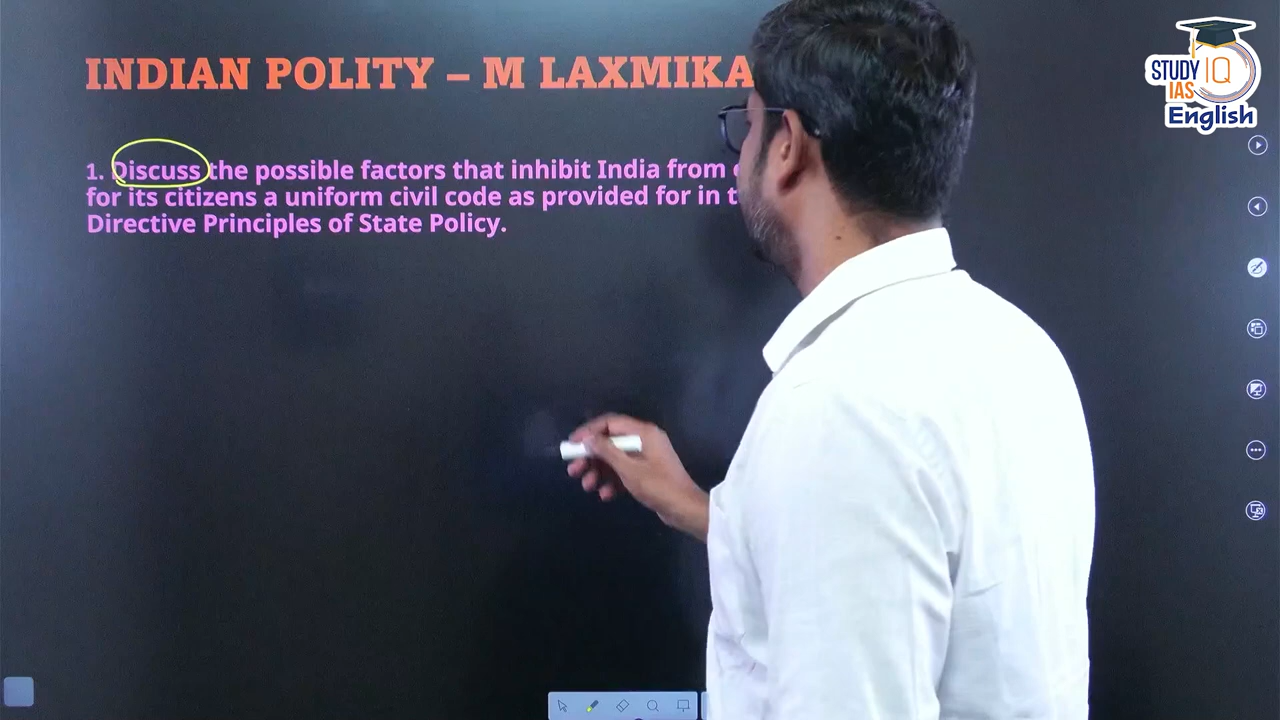 INDIAN POLITY – M LAXMIKA
1. Discuss the possible factors that inhibit India from
for its citizens a uniform civil code as provided for in
Directive Principles of State Policy.
STUDY IQ
IAS
English